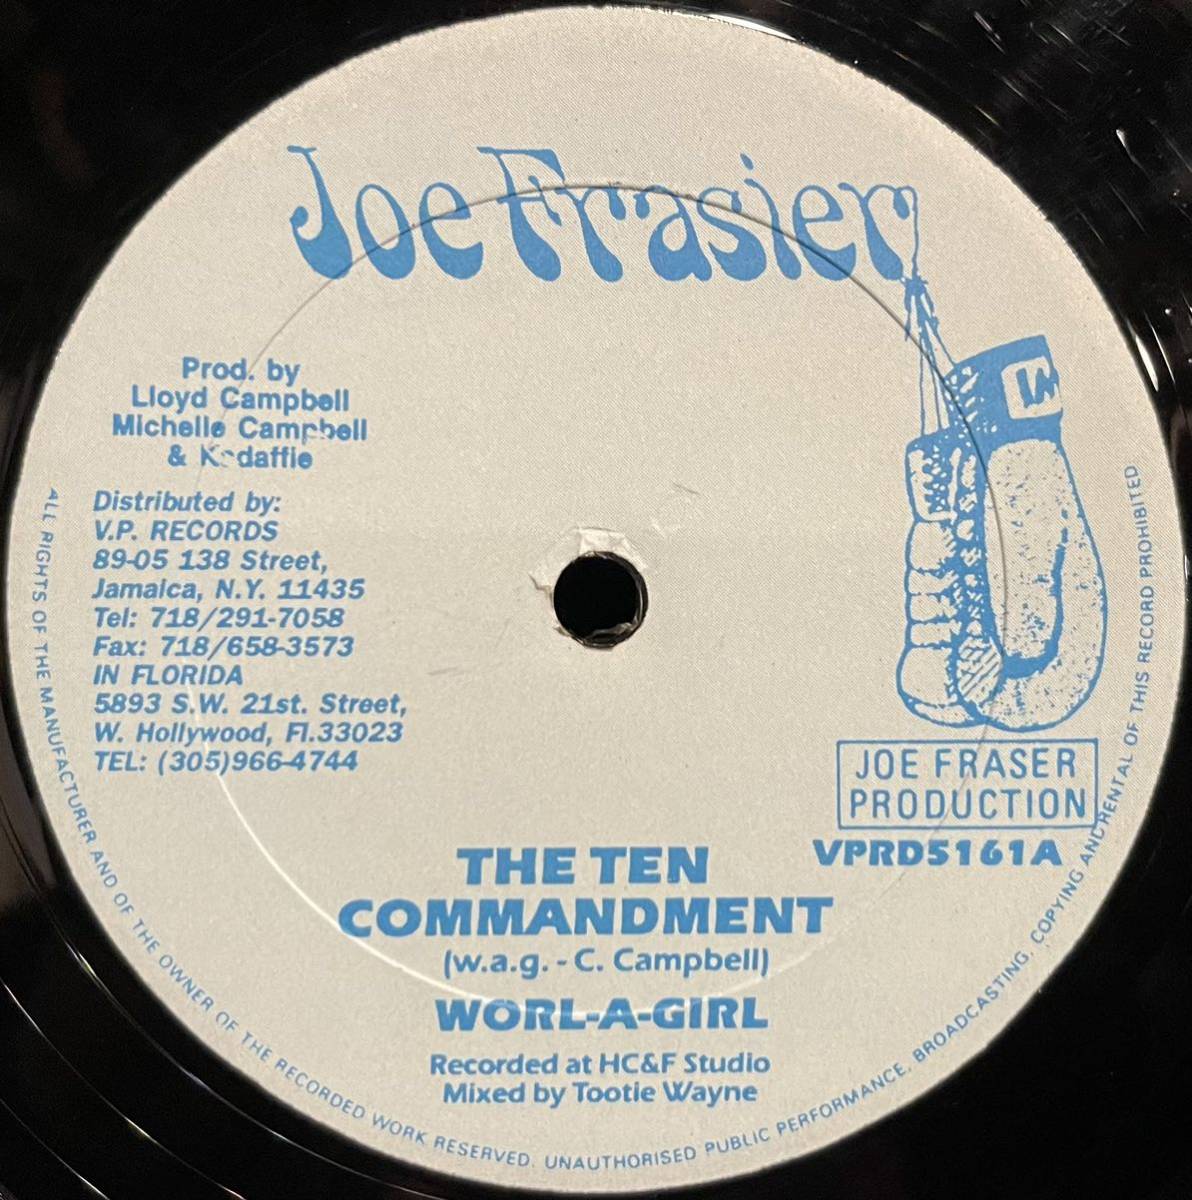 Joe Frasier
Prod. by
Lloyd Campbell
Michelle Campbell
& Kadaffie
Distributed by:
V.P. RECORDS
89-05 138 Street,
Jamaica, N.Y. 11435
Tel: 718/291-7058
Fax: 718/658-3573
IN FLORIDA
5893 S.W. 21st. Street,
W. Hollywood, Fl.33023
TEL: (305)966-4744
JOE FRASER
PRODUCTION
VPRD5161A
THE TEN
COMMANDMENT
(w.a.g. - C. Campbell)
WORL-A-GIRL
Recorded at HC&F Studio
Mixed by Tootie Wayne
ALL RIGHTS OF THE MANUFACTURER AND OF THE OWNER OF THE RECORDED WORK RESERVED. UNAUTHORISED PUBLIC PERFORMANCE, BROADCASTING, COPYING AND RENTAL OF THIS RECORD PROHIBITED